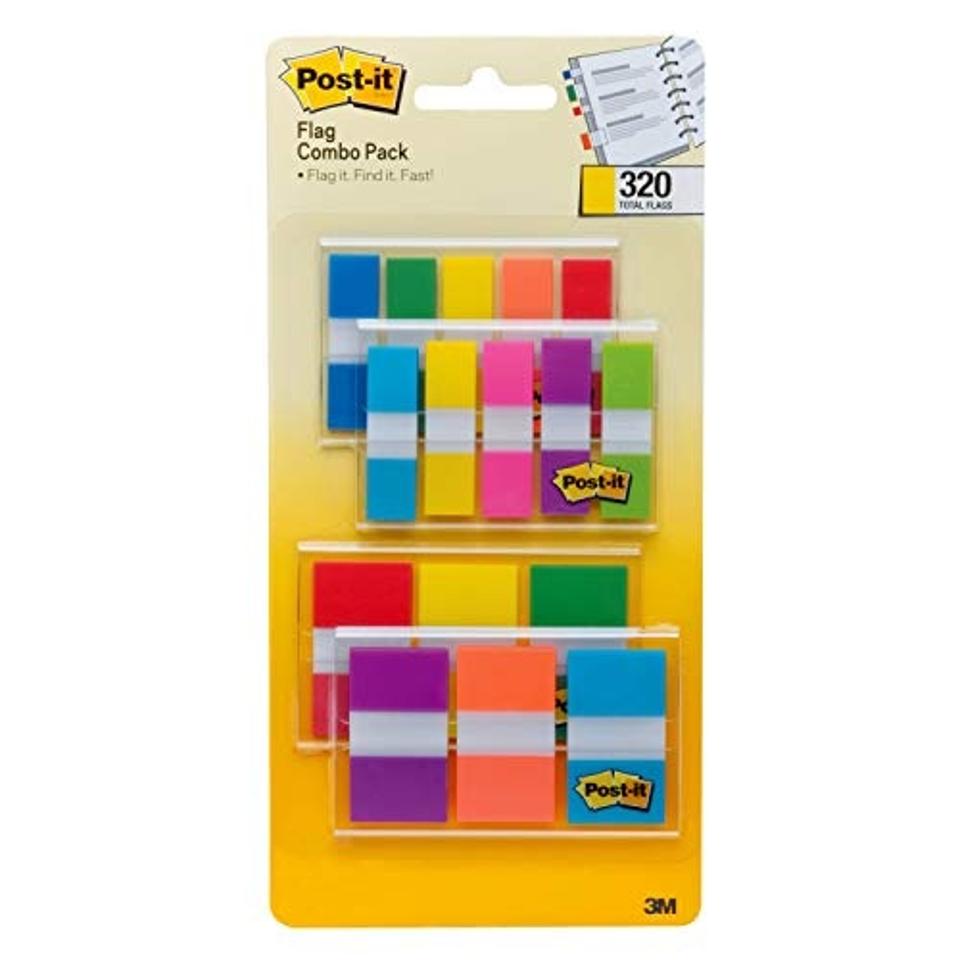 Post-it
Flag
Combo Pack
• Flag it. Find it. Fast!
320
TOTAL FLAGS
Post-it
Post-it
3M